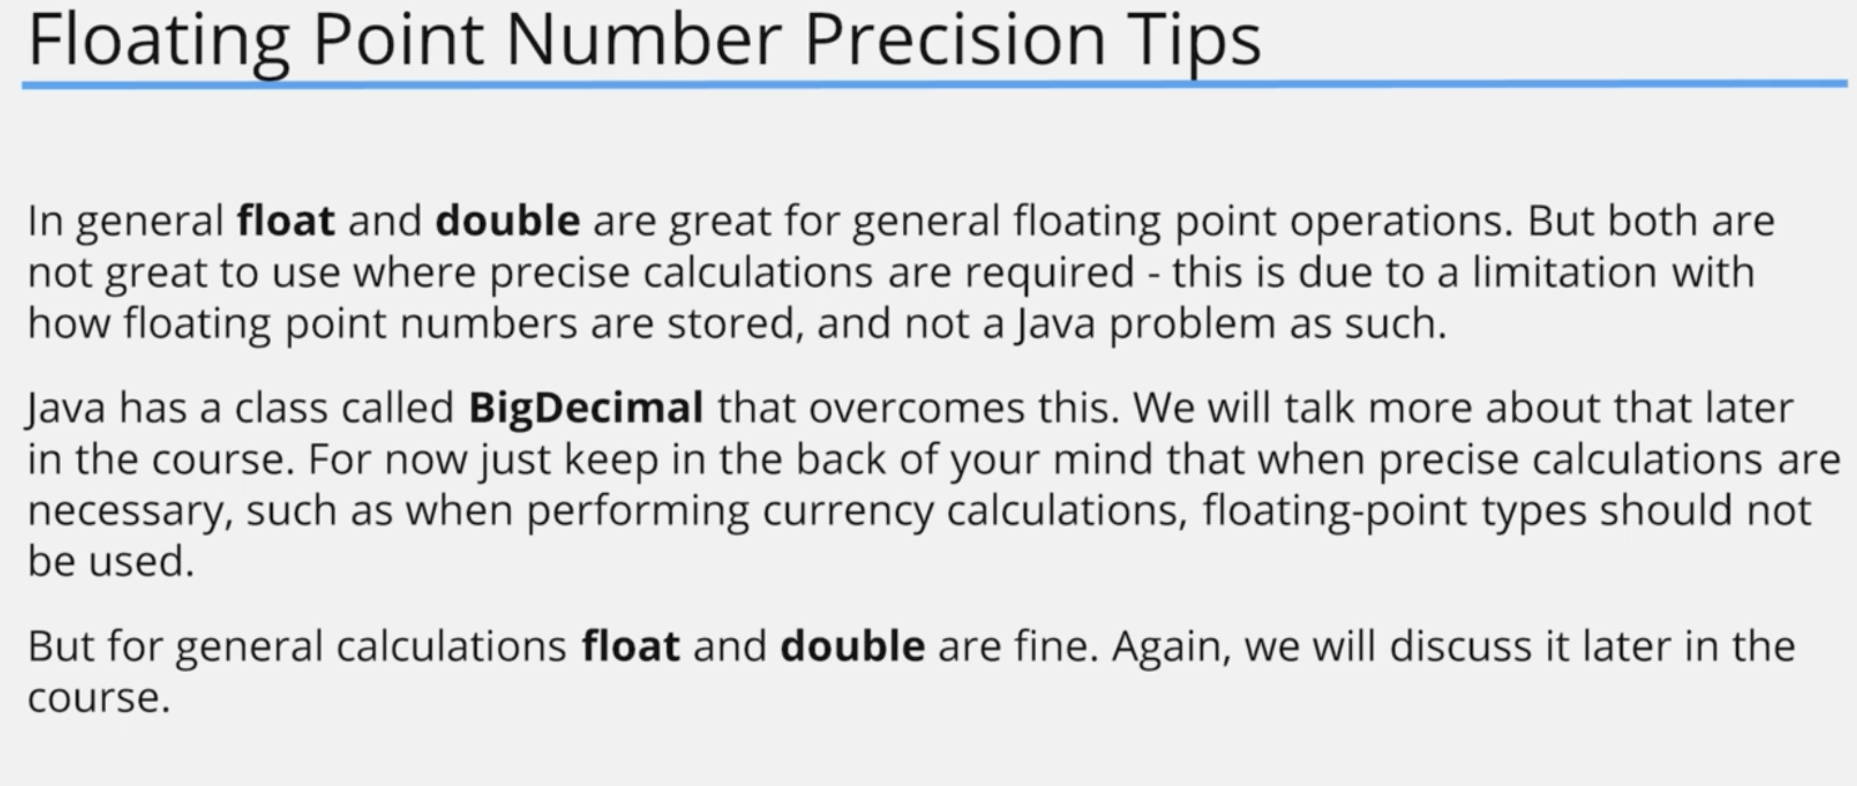 Floating Point Number Precision Tips
In general float and double are great for general floating point operations. But both are
not great to use where precise calculations are required - this is due to a limitation with
how floating point numbers are stored, and not a Java problem as such.
Java has a class called BigDecimal that overcomes this. We will talk more about that later
in the course. For now just keep in the back of your mind that when precise calculations are
necessary, such as when performing currency calculations, floating-point types should not
be used.
But for general calculations float and double are fine. Again, we will discuss it later in the
course.